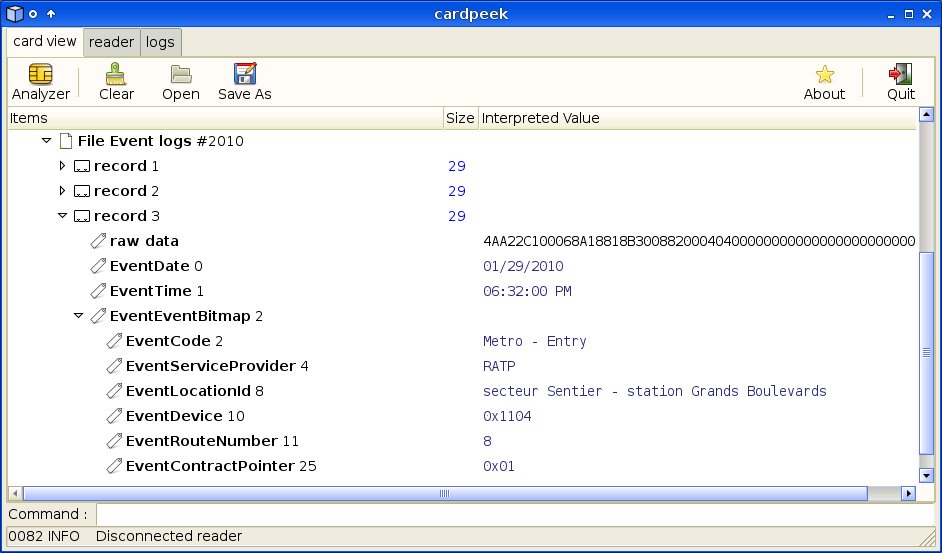 cardpeek
card view reader logs
Analyzer Clear Open Save As About Quit
Items Size Interpreted Value
File Event logs #2010
record 1 29
record 2 29
record 3 29
raw data 4AA22C100068A18818B30088200040400000000000000000000000
EventDate 0 01/29/2010
EventTime 1 06:32:00 PM
EventEventBitmap 2
EventCode 2 Metro - Entry
EventServiceProvider 4 RATP
EventLocationId 8 secteur Sentier - station Grands Boulevards
EventDevice 10 0x1104
EventRouteNumber 11 8
EventContractPointer 25 0x01
Command :
0082 INFO Disconnected reader